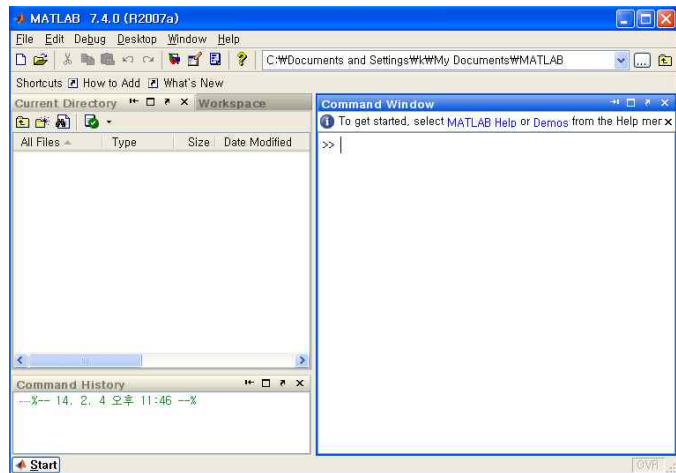 MATLAB 7.4.0 (R2007a)
File Edit Debug Desktop Window Help
C:₩Documents and Settings₩k₩My Documents₩MATLAB
Shortcuts How to Add What's New
Current Directory Workspace
All Files Type Size Date Modified
Command History
--%-- 14. 2. 4 오후 11:46 --%
Command Window
To get started, select MATLAB Help or Demos from the Help mer
>>
Start
OVR